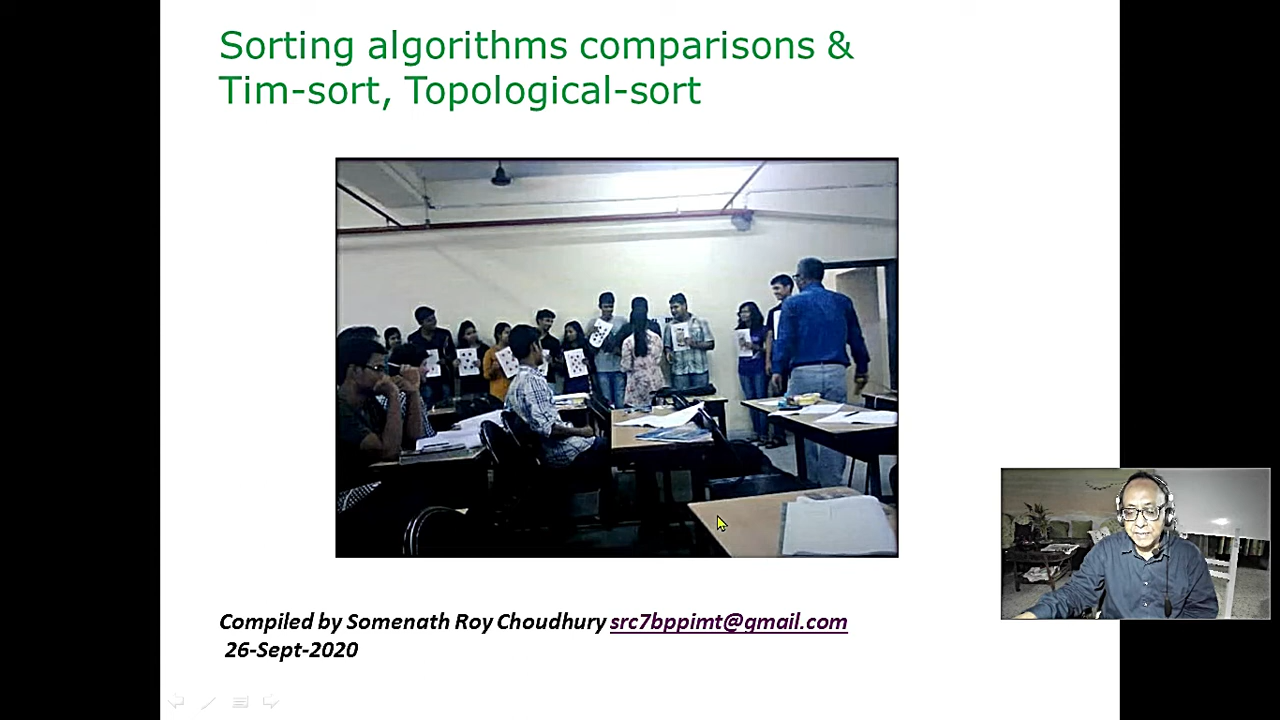 Sorting algorithms comparisons &
Tim-sort, Topological-sort
Compiled by Somenath Roy Choudhury src7bppimt@gmail.com
26-Sept-2020